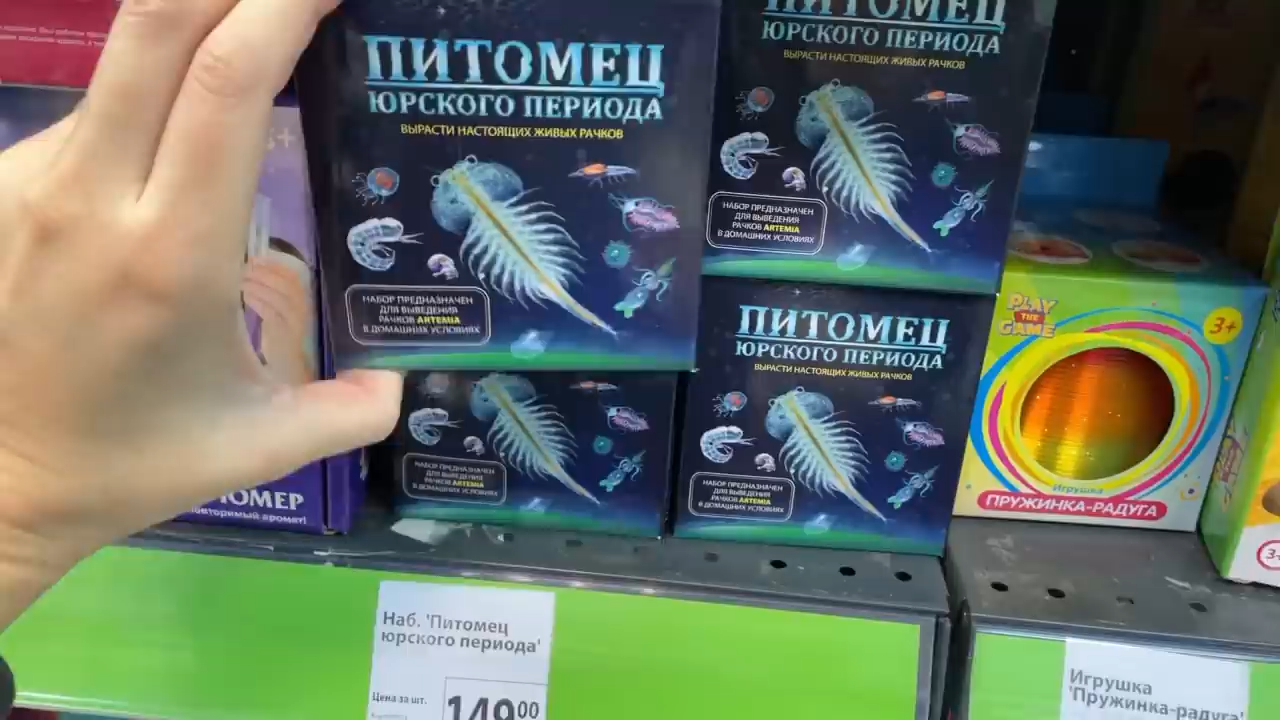 ПИТОМЕЦ
ЮРСКОГО ПЕРИОДА
ВЫРАСТИ НАСТОЯЩИХ ЖИВЫХ РАЧКОВ
НАБОР ПРЕДНАЗНАЧЕН
ДЛЯ ВЫВЕДЕНИЯ
РАЧКОВ ARTEMIA
В ДОМАШНИХ УСЛОВИЯХ
ПИТОМЕЦ
ЮРСКОГО ПЕРИОДА
ВЫРАСТИ НАСТОЯЩИХ ЖИВЫХ РАЧКОВ
НАБОР ПРЕДНАЗНАЧЕН
ДЛЯ ВЫВЕДЕНИЯ
РАЧКОВ ARTEMIA
В ДОМАШНИХ УСЛОВИЯХ
НАБОР ПРЕДНАЗНАЧЕН
ДЛЯ ВЫВЕДЕНИЯ
РАЧКОВ ARTEMIA
В ДОМАШНИХ УСЛОВИЯХ
ПИТОМЕЦ
ЮРСКОГО ПЕРИОДА
ВЫРАСТИ НАСТОЯЩИХ ЖИВЫХ РАЧКОВ
НАБОР ПРЕДНАЗНАЧЕН
ДЛЯ ВЫВЕДЕНИЯ
РАЧКОВ ARTEMIA
В ДОМАШНИХ УСЛОВИЯХ
PLAY
THE
GAME
3+
Игрушка
ПРУЖИНКА-РАДУГА
Наб. 'Питомец
юрского периода'
Цена за шт.
14900
Игрушка
'Пружинка-радуга'